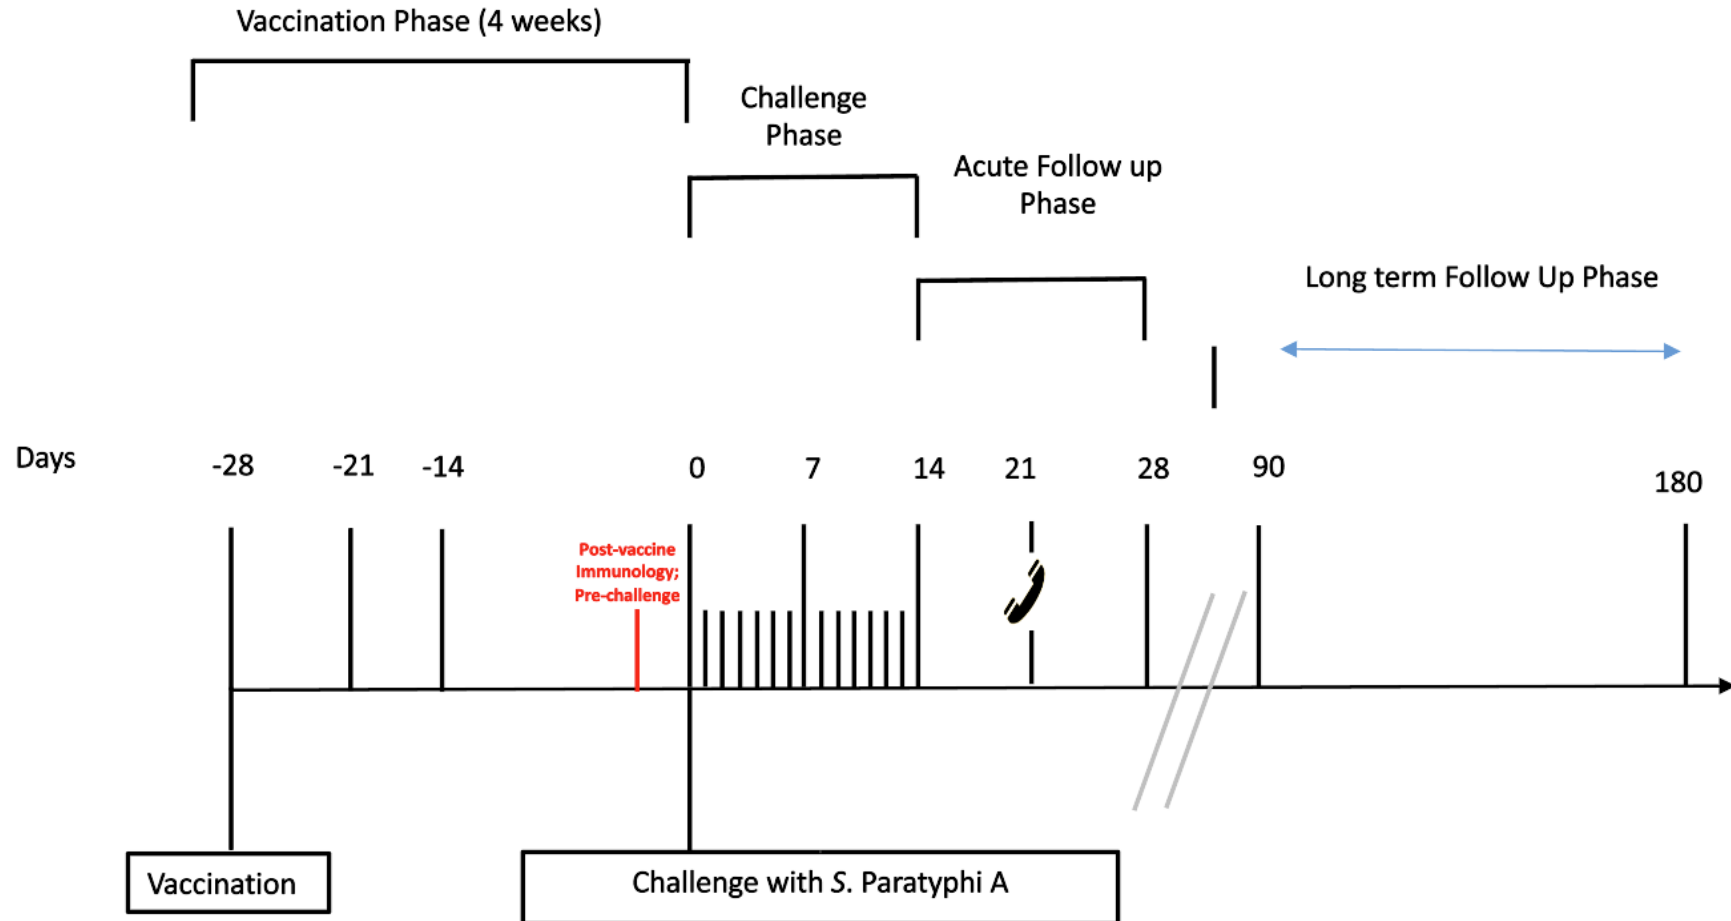 Vaccination Phase (4 weeks)
Challenge
Phase
Acute Follow up
Phase
Long term Follow Up Phase
Days
-28
-21
-14
0
7
14
21
28
90
180
Post-vaccine
Immunology;
Pre-challenge
Vaccination
Challenge with S. Paratyphi A